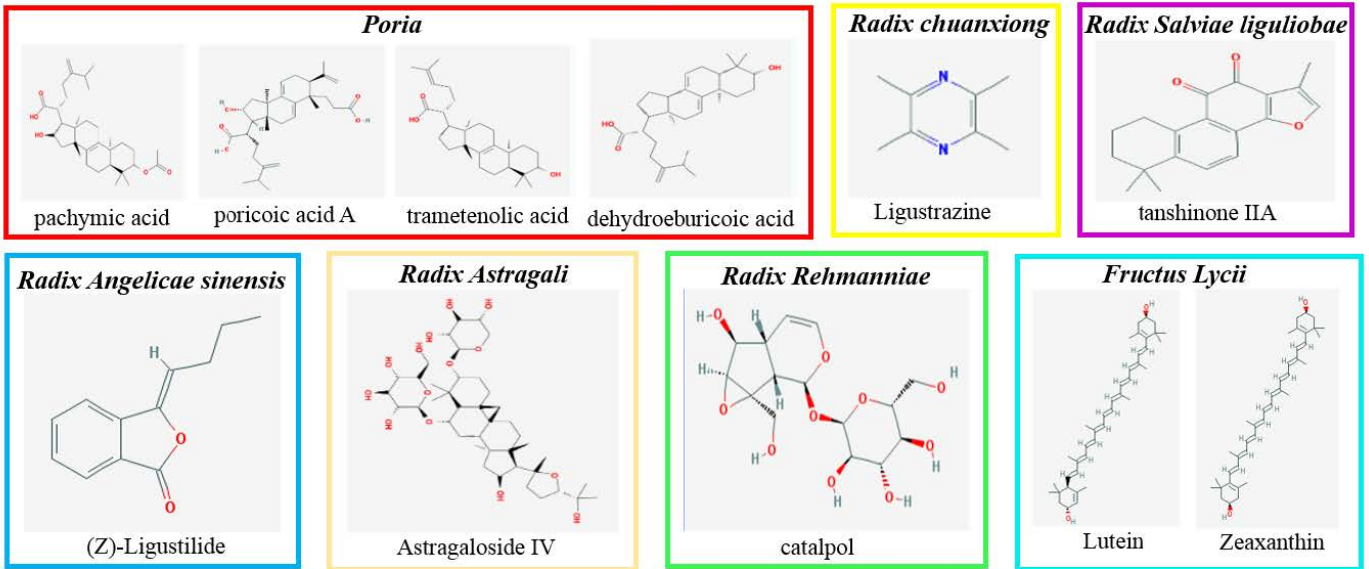 Poria
pachymic acid
poricoic acid A
trametenolic acid
dehydroeburicoic acid
Radix chuanxiong
Ligustrazine
Radix Salviae liguliobae
tanshinone IIA
Radix Angelicae sinensis
(Z)-Ligustilide
Radix Astragali
Astragaloside IV
Radix Rehmanniae
catalpol
Fructus Lycii
Lutein
Zeaxanthin